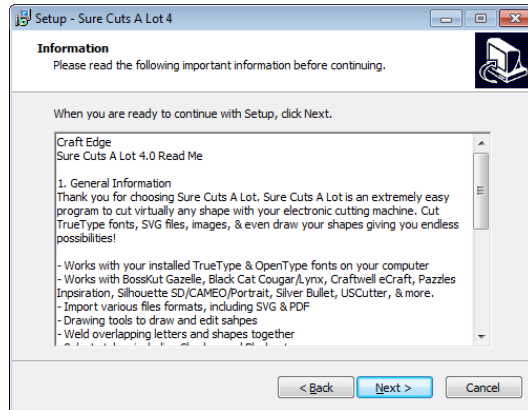 Setup - Sure Cuts A Lot 4
Information
Please read the following important information before continuing.
When you are ready to continue with Setup, click Next.
Craft Edge
Sure Cuts A Lot 4.0 Read Me
1. General Information
Thank you for choosing Sure Cuts A Lot. Sure Cuts A Lot is an extremely easy
program to cut virtually any shape with your electronic cutting machine. Cut
TrueType fonts, SVG files, images, & even draw your shapes giving you endless
possibilities!
- Works with your installed TrueType & OpenType fonts on your computer
- Works with BossKut Gazelle, Black Cat Cougar/Lynx, Craftwell eCraft, Pazzles
Inpsiration, Silhouette SD/CAMEO/Portrait, Silver Bullet, USCutter, & more.
- Import various files formats, including SVG & PDF
- Drawing tools to draw and edit sahpes
- Weld overlapping letters and shapes together
< Back
Next >
Cancel